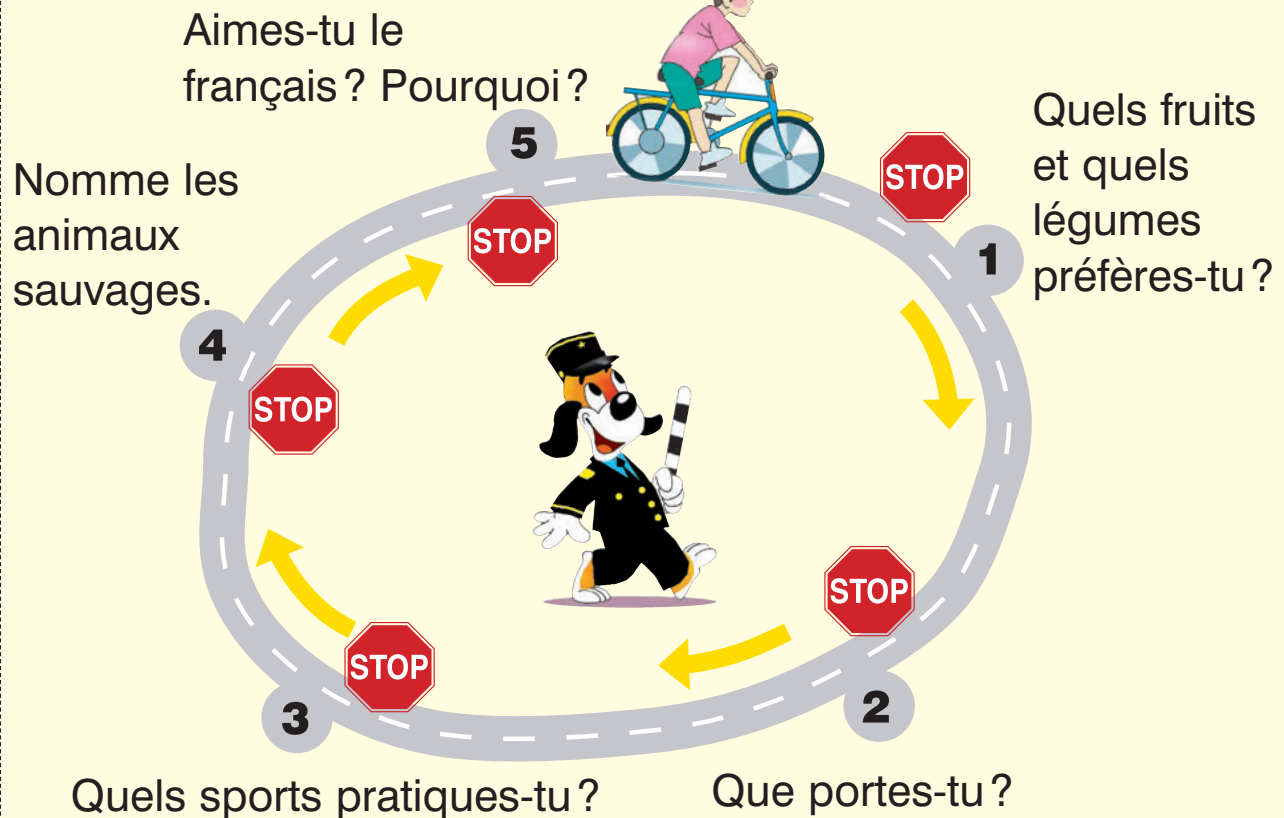 Aimes-tu le
français ? Pourquoi ?
5
STOP
STOP
1
Quels fruits
et quels
légumes
préfères-tu ?
STOP
2
Que portes-tu ?
STOP
3
Quels sports pratiques-tu ?
STOP
4
Nomme les
animaux
sauvages.